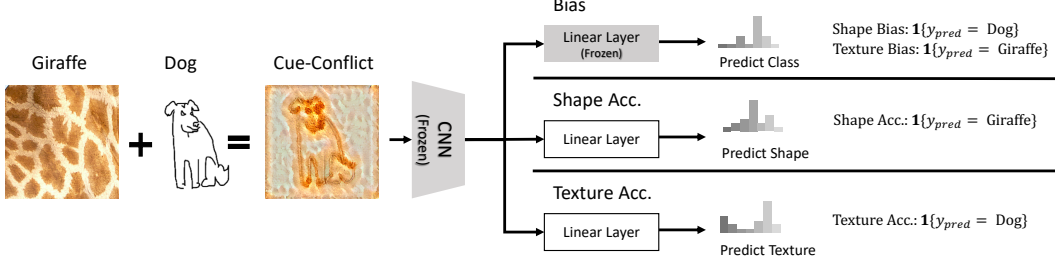 Giraffe
Dog
Cue-Conflict
+
=
CNN
(Frozen)
Bias
Linear Layer
(Frozen)
Predict Class
Shape Bias: 𝟏{y_pred = Dog}
Texture Bias: 𝟏{y_pred = Giraffe}
Shape Acc.
Linear Layer
Predict Shape
Shape Acc.: 𝟏{y_pred = Giraffe}
Texture Acc.
Linear Layer
Predict Texture
Texture Acc.: 𝟏{y_pred = Dog}